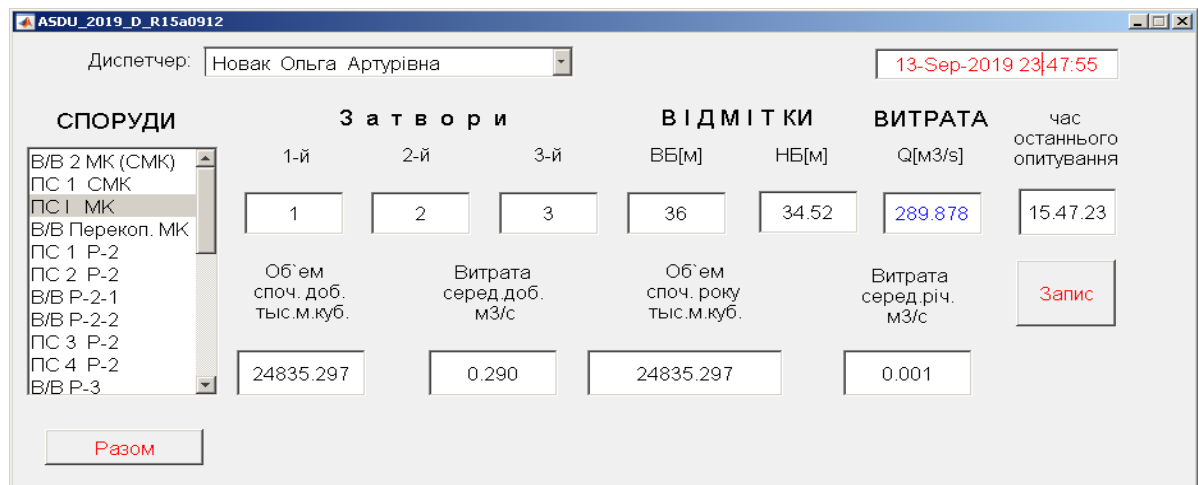 ASDU_2019_D_R15a0912
Диспетчер: Новак Ольга Артурівна
13-Sep-2019 23:47:55
СПОРУДИ
В/В 2 МК (СМК)
ПС 1 СМК
ПС І МК
В/В Перекоп. МК
ПС 1 Р-2
ПС 2 Р-2
В/В Р-2-1
В/В Р-2-2
ПС 3 Р-2
ПС 4 Р-2
В/В Р-3
Затвори
1-й 2-й 3-й
1 2 3
ВІДМІТКИ
ВБ[м] НБ[м]
36 34.52
ВИТРАТА
Q[м3/s]
289.878
час
останнього
опитування
15.47.23
Об`ем
споч. доб.
тыс.м.куб.
24835.297
Витрата
серед.доб.
м3/с
0.290
Об`ем
споч. року
тыс.м.куб.
24835.297
Витрата
серед.річ.
м3/с
0.001
Запис
Разом